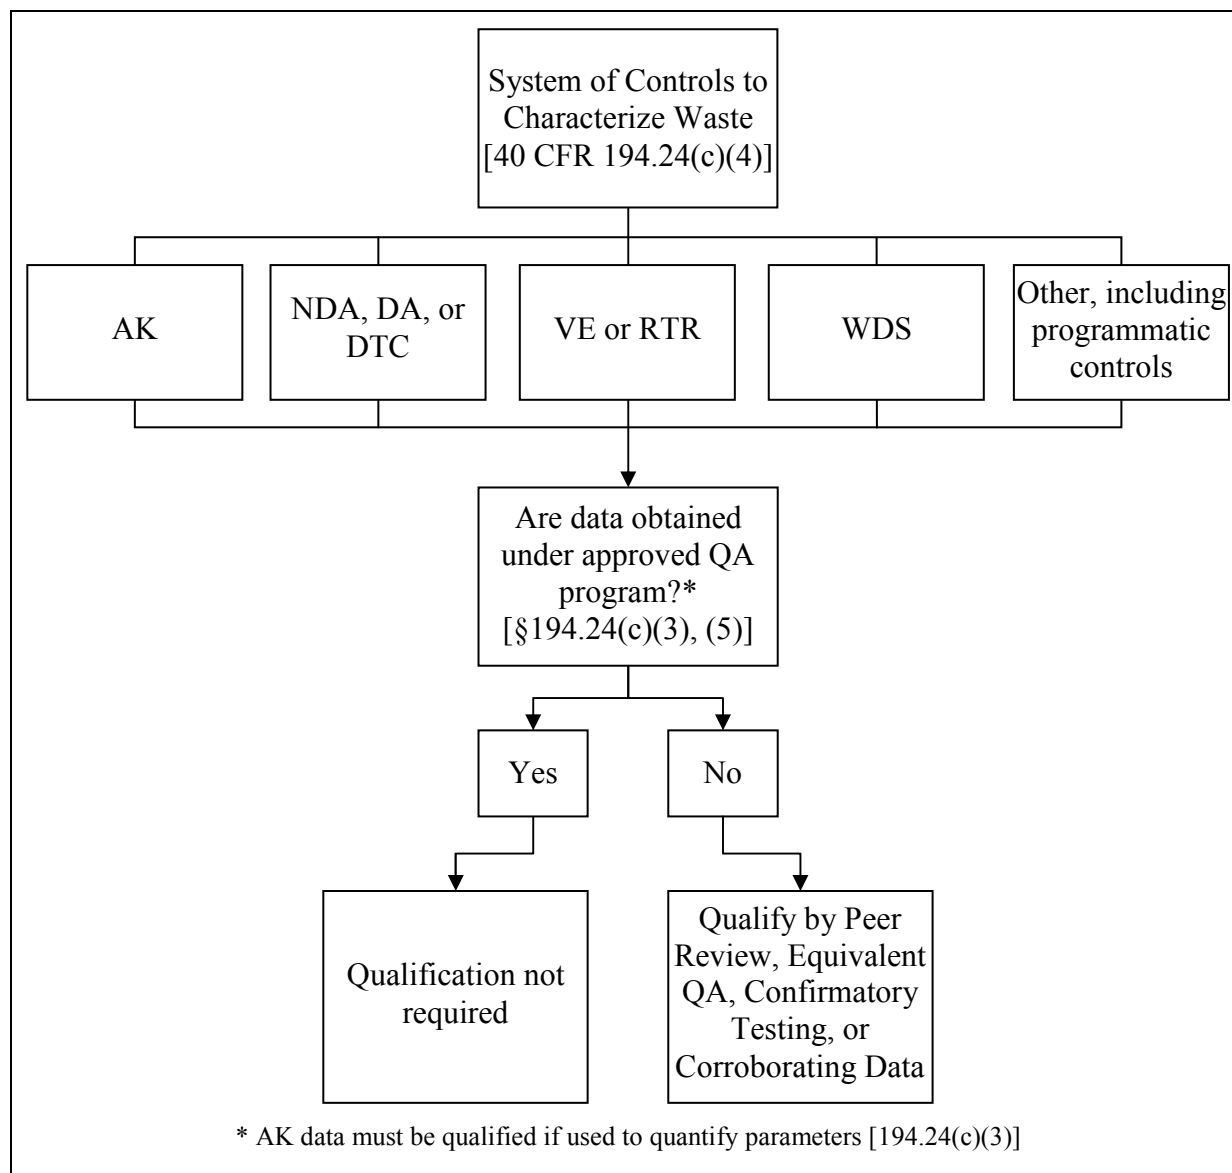 System of Controls to
Characterize Waste
[40 CFR 194.24(c)(4)]
AK
NDA, DA, or
DTC
VE or RTR
WDS
Other, including
programmatic
controls
Are data obtained
under approved QA
program?*
[§194.24(c)(3), (5)]
Yes
No
Qualification not
required
Qualify by Peer
Review, Equivalent
QA, Confirmatory
Testing, or
Corroborating Data
* AK data must be qualified if used to quantify parameters [194.24(c)(3)]